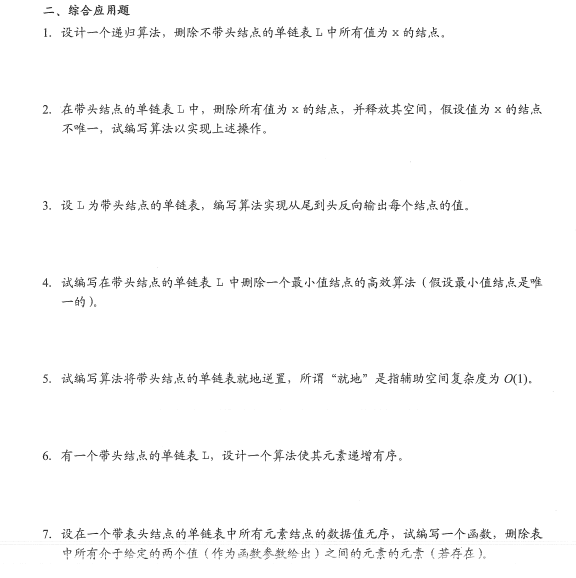 二、综合应用题
1. 设计一个递归算法，删除不带头结点的单链表 L 中所有值为 x 的结点。
2. 在带头结点的单链表 L 中，删除所有值为 x 的结点，并释放其空间，假设值为 x 的结点
不唯一，试编写算法以实现上述操作。
3. 设 L 为带头结点的单链表，编写算法实现从尾到头反向输出每个结点的值。
4. 试编写在带头结点的单链表 L 中删除一个最小值结点的高效算法（假设最小值结点是唯
一的）。
5. 试编写算法将带头结点的单链表就地逆置，所谓“就地”是指辅助空间复杂度为 O(1)。
6. 有一个带头结点的单链表 L，设计一个算法使其元素递增有序。
7. 设在一个带表头结点的单链表中所有元素结点的数据值无序，试编写一个函数，删除表
中所有介于给定的两个值（作为函数参数给出）之间的元素的元素（若存在）。